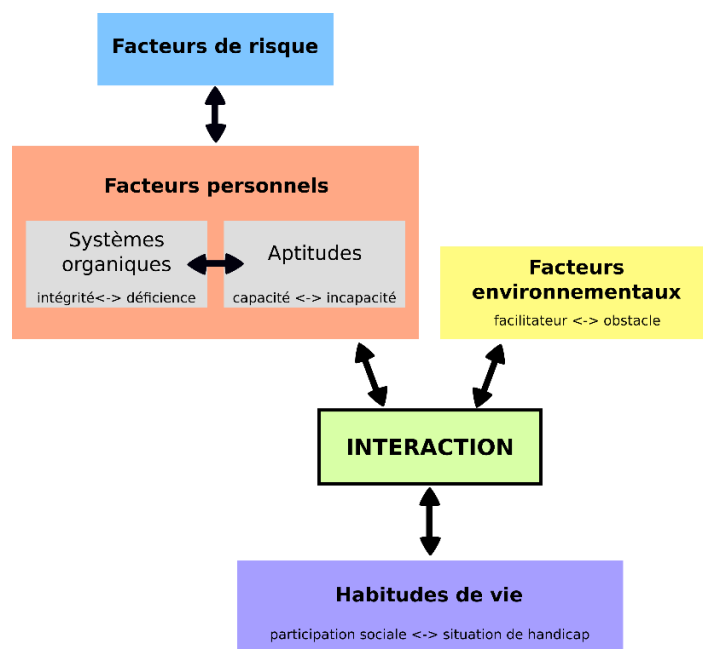 Facteurs de risque
Facteurs personnels
Systèmes
organiques
intégrité<-> déficience
Aptitudes
capacité <-> incapacité
Facteurs
environnementaux
facilitateur <-> obstacle
INTERACTION
Habitudes de vie
participation sociale <-> situation de handicap